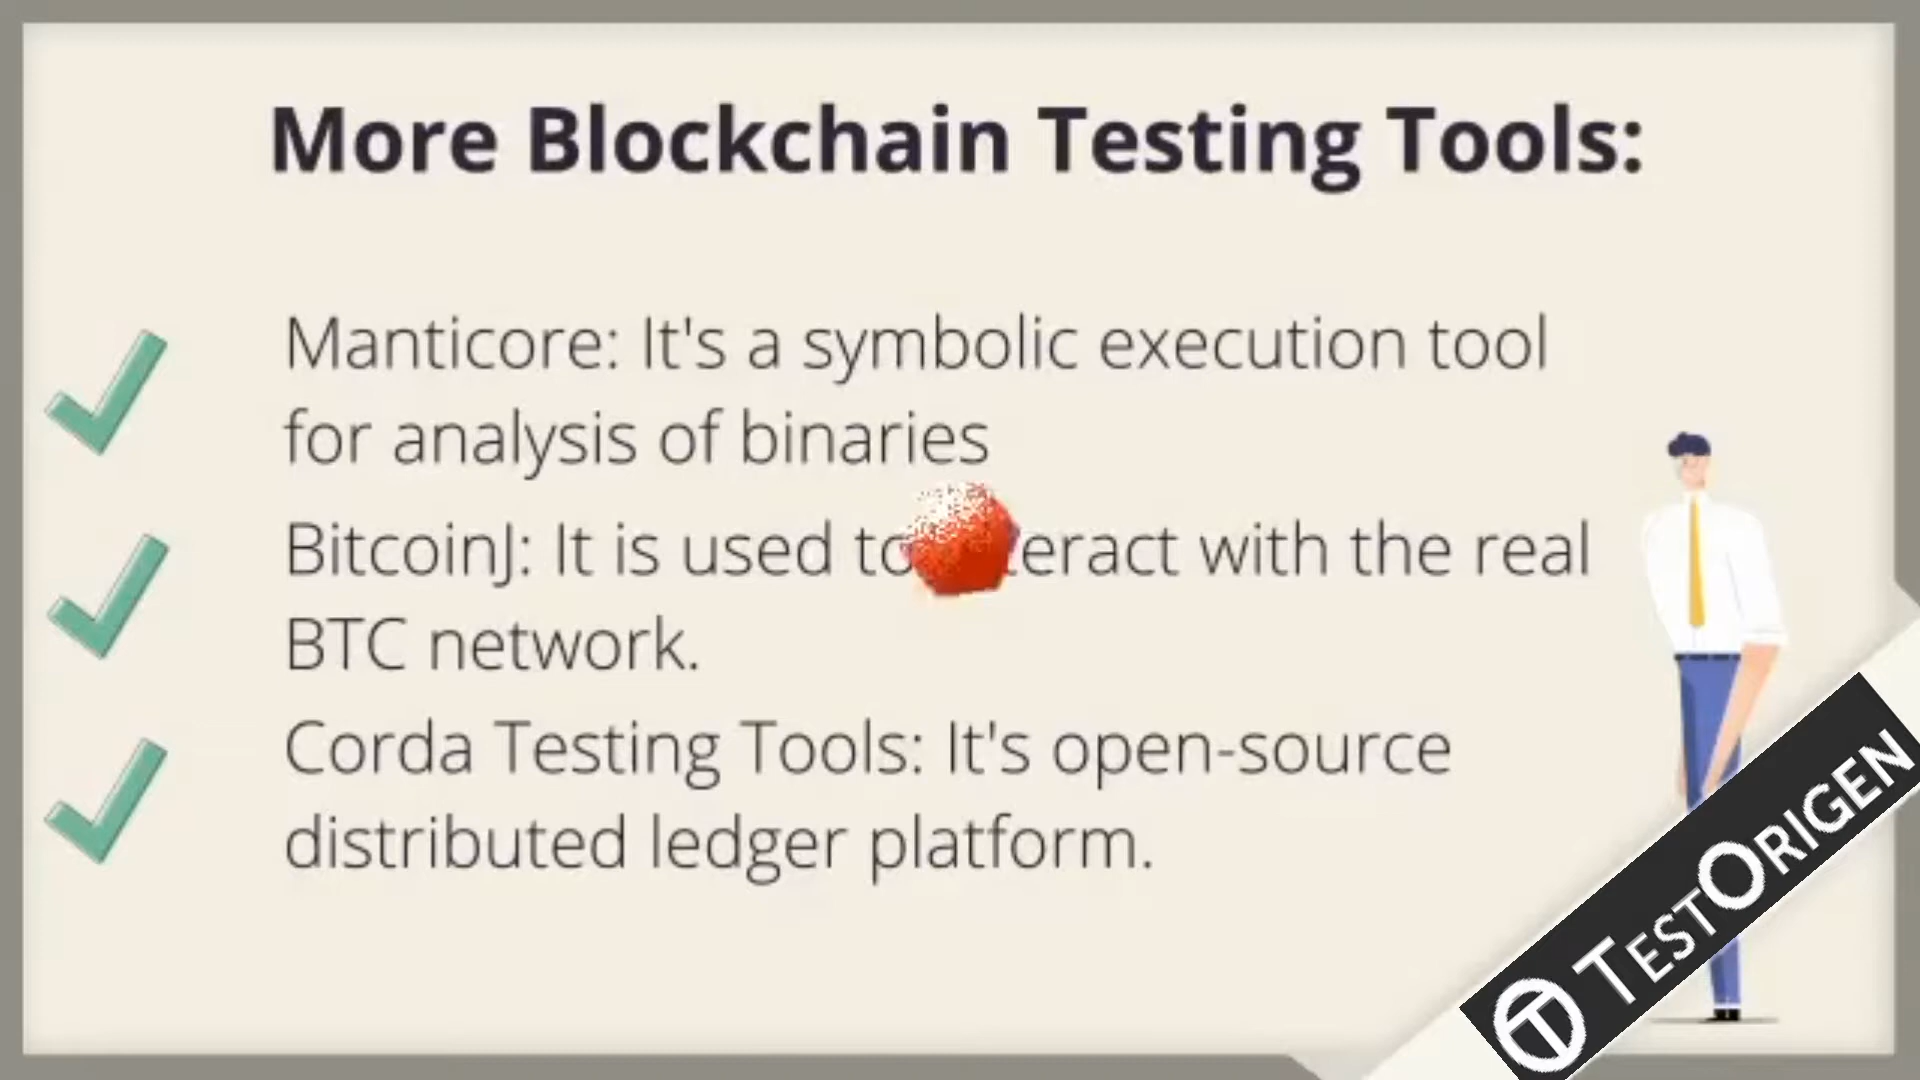 More Blockchain Testing Tools:
Manticore: It's a symbolic execution tool
for analysis of binaries
BitcoinJ: It is used to eract with the real
BTC network.
Corda Testing Tools: It's open-source
distributed ledger platform.
TESTORIGEN